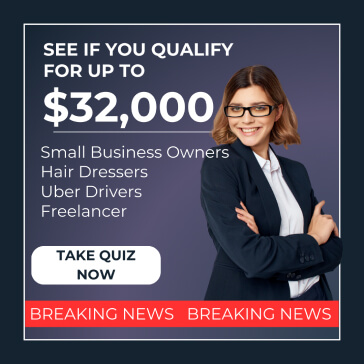 SEE IF YOU QUALIFY
FOR UP TO
$32,000
Small Business Owners
Hair Dressers
Uber Drivers
Freelancer
TAKE QUIZ
NOW
BREAKING NEWS BREAKING NEWS